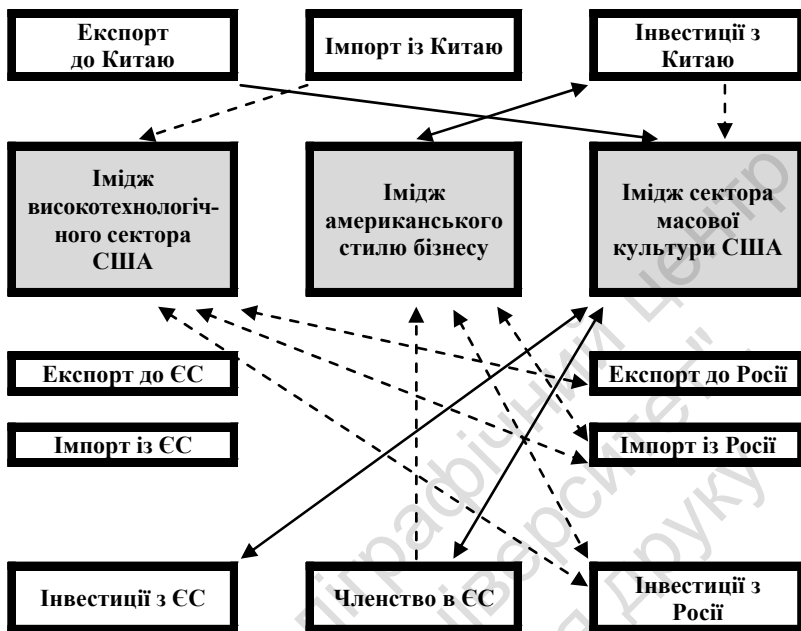 Експорт
до Китаю
Імпорт із Китаю
Інвестиції з
Китаю
Імідж
високотехнологіч-
ного сектора
США
Імідж
американського
стилю бізнесу
Імідж сектора
масової
культури США
Експорт до ЄС
Експорт до Росії
Імпорт із ЄС
Імпорт із Росії
Інвестиції з ЄС
Членство в ЄС
Інвестиції з
Росії
центр
друку